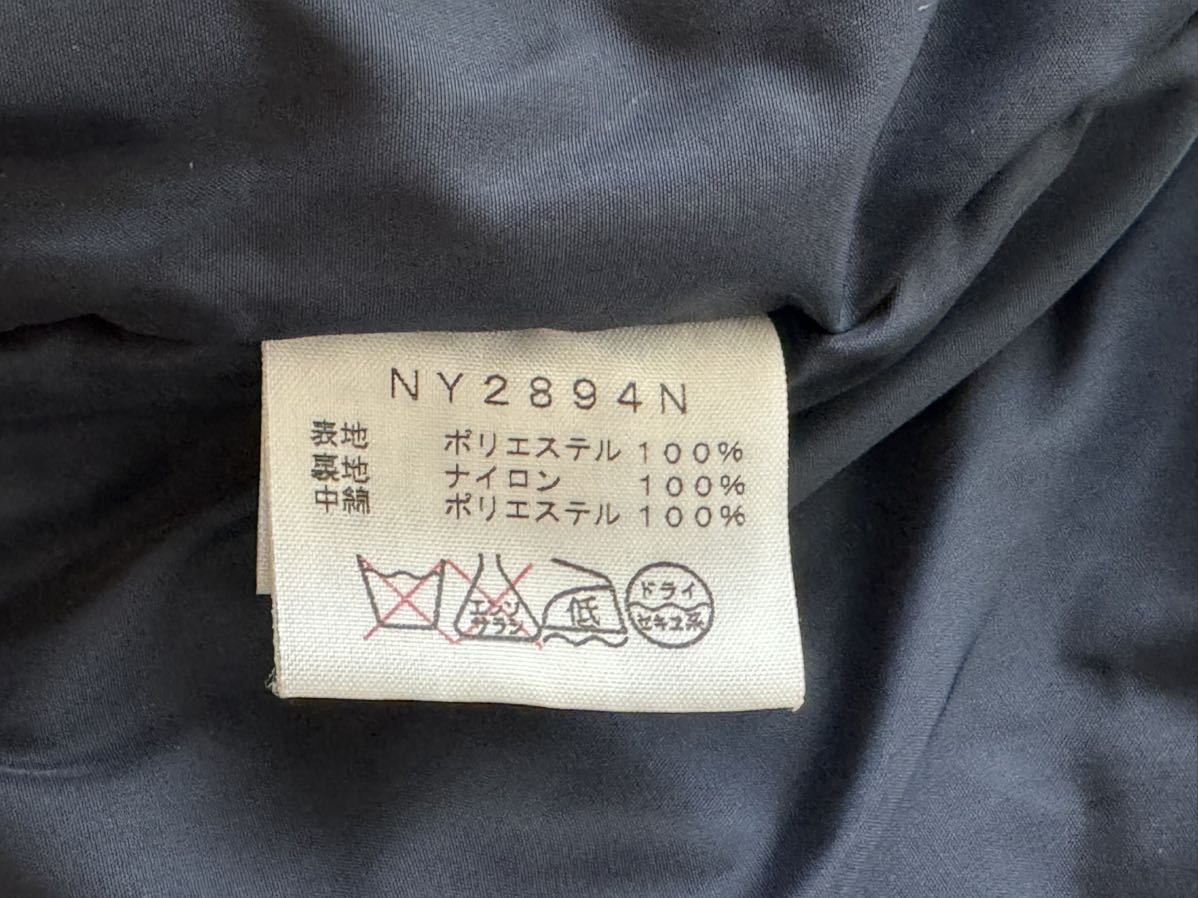 NY2894N
表地 ポリエステル 100%
裏地 ナイロン 100%
中綿 ポリエステル 100%
エンソ
サラシ
低
ドライ
セキユ系